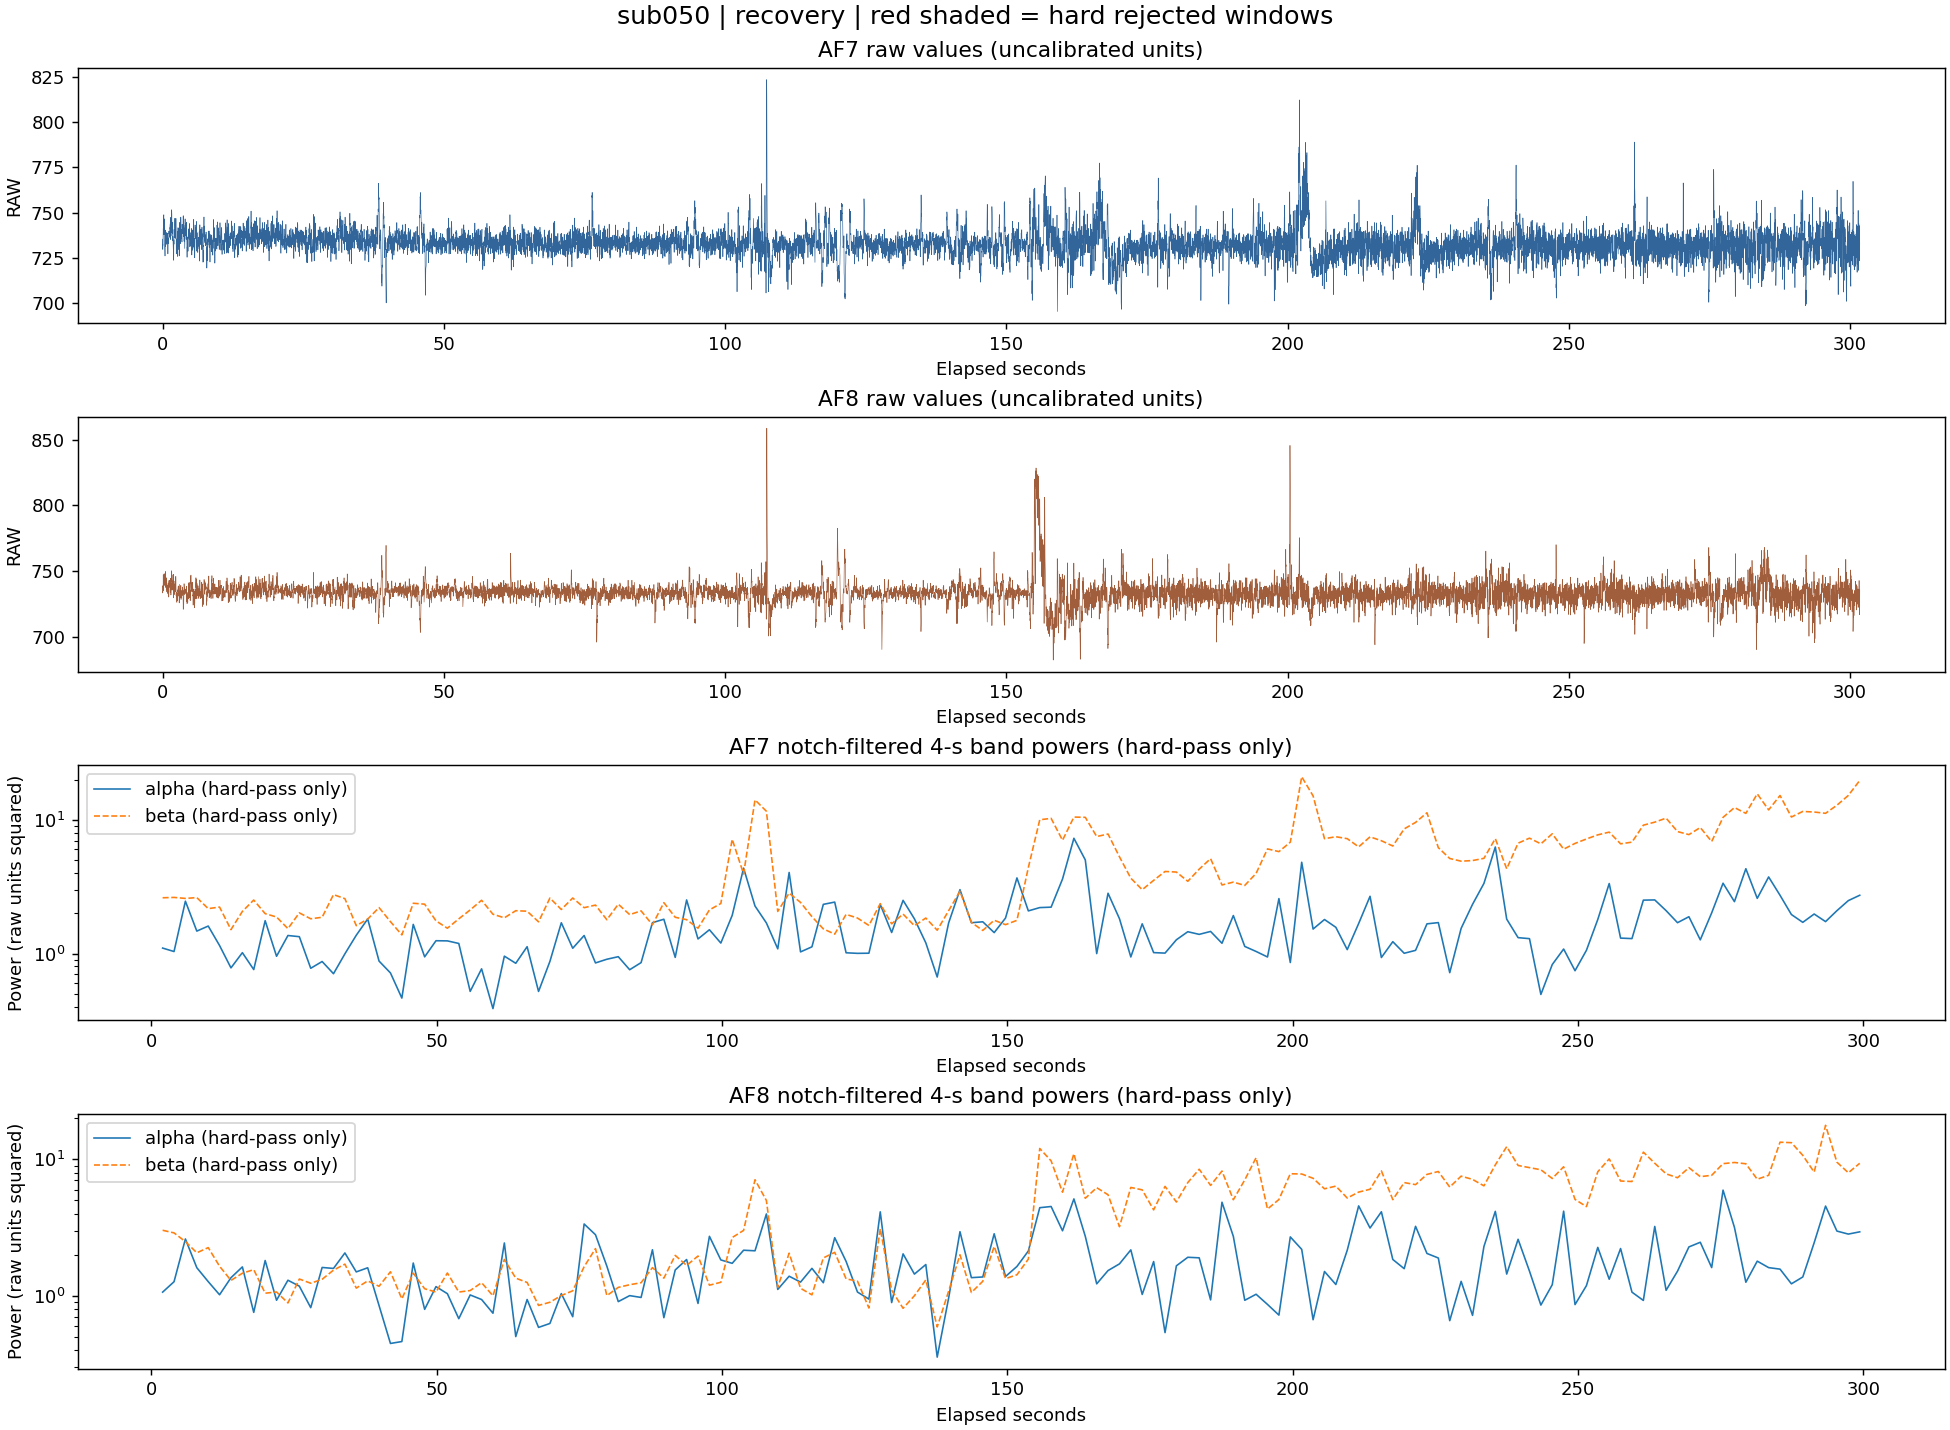 sub050 | recovery | red shaded = hard rejected windows
AF7 raw values (uncalibrated units)
825
800
775
750
725
700
RAW
0 50 100 150 200 250 300
Elapsed seconds
AF8 raw values (uncalibrated units)
850
800
750
700
RAW
0 50 100 150 200 250 300
Elapsed seconds
AF7 notch-filtered 4-s band powers (hard-pass only)
alpha (hard-pass only)
beta (hard-pass only)
10¹
10⁰
Power (raw units squared)
0 50 100 150 200 250 300
Elapsed seconds
AF8 notch-filtered 4-s band powers (hard-pass only)
alpha (hard-pass only)
beta (hard-pass only)
10¹
10⁰
Power (raw units squared)
0 50 100 150 200 250 300
Elapsed seconds